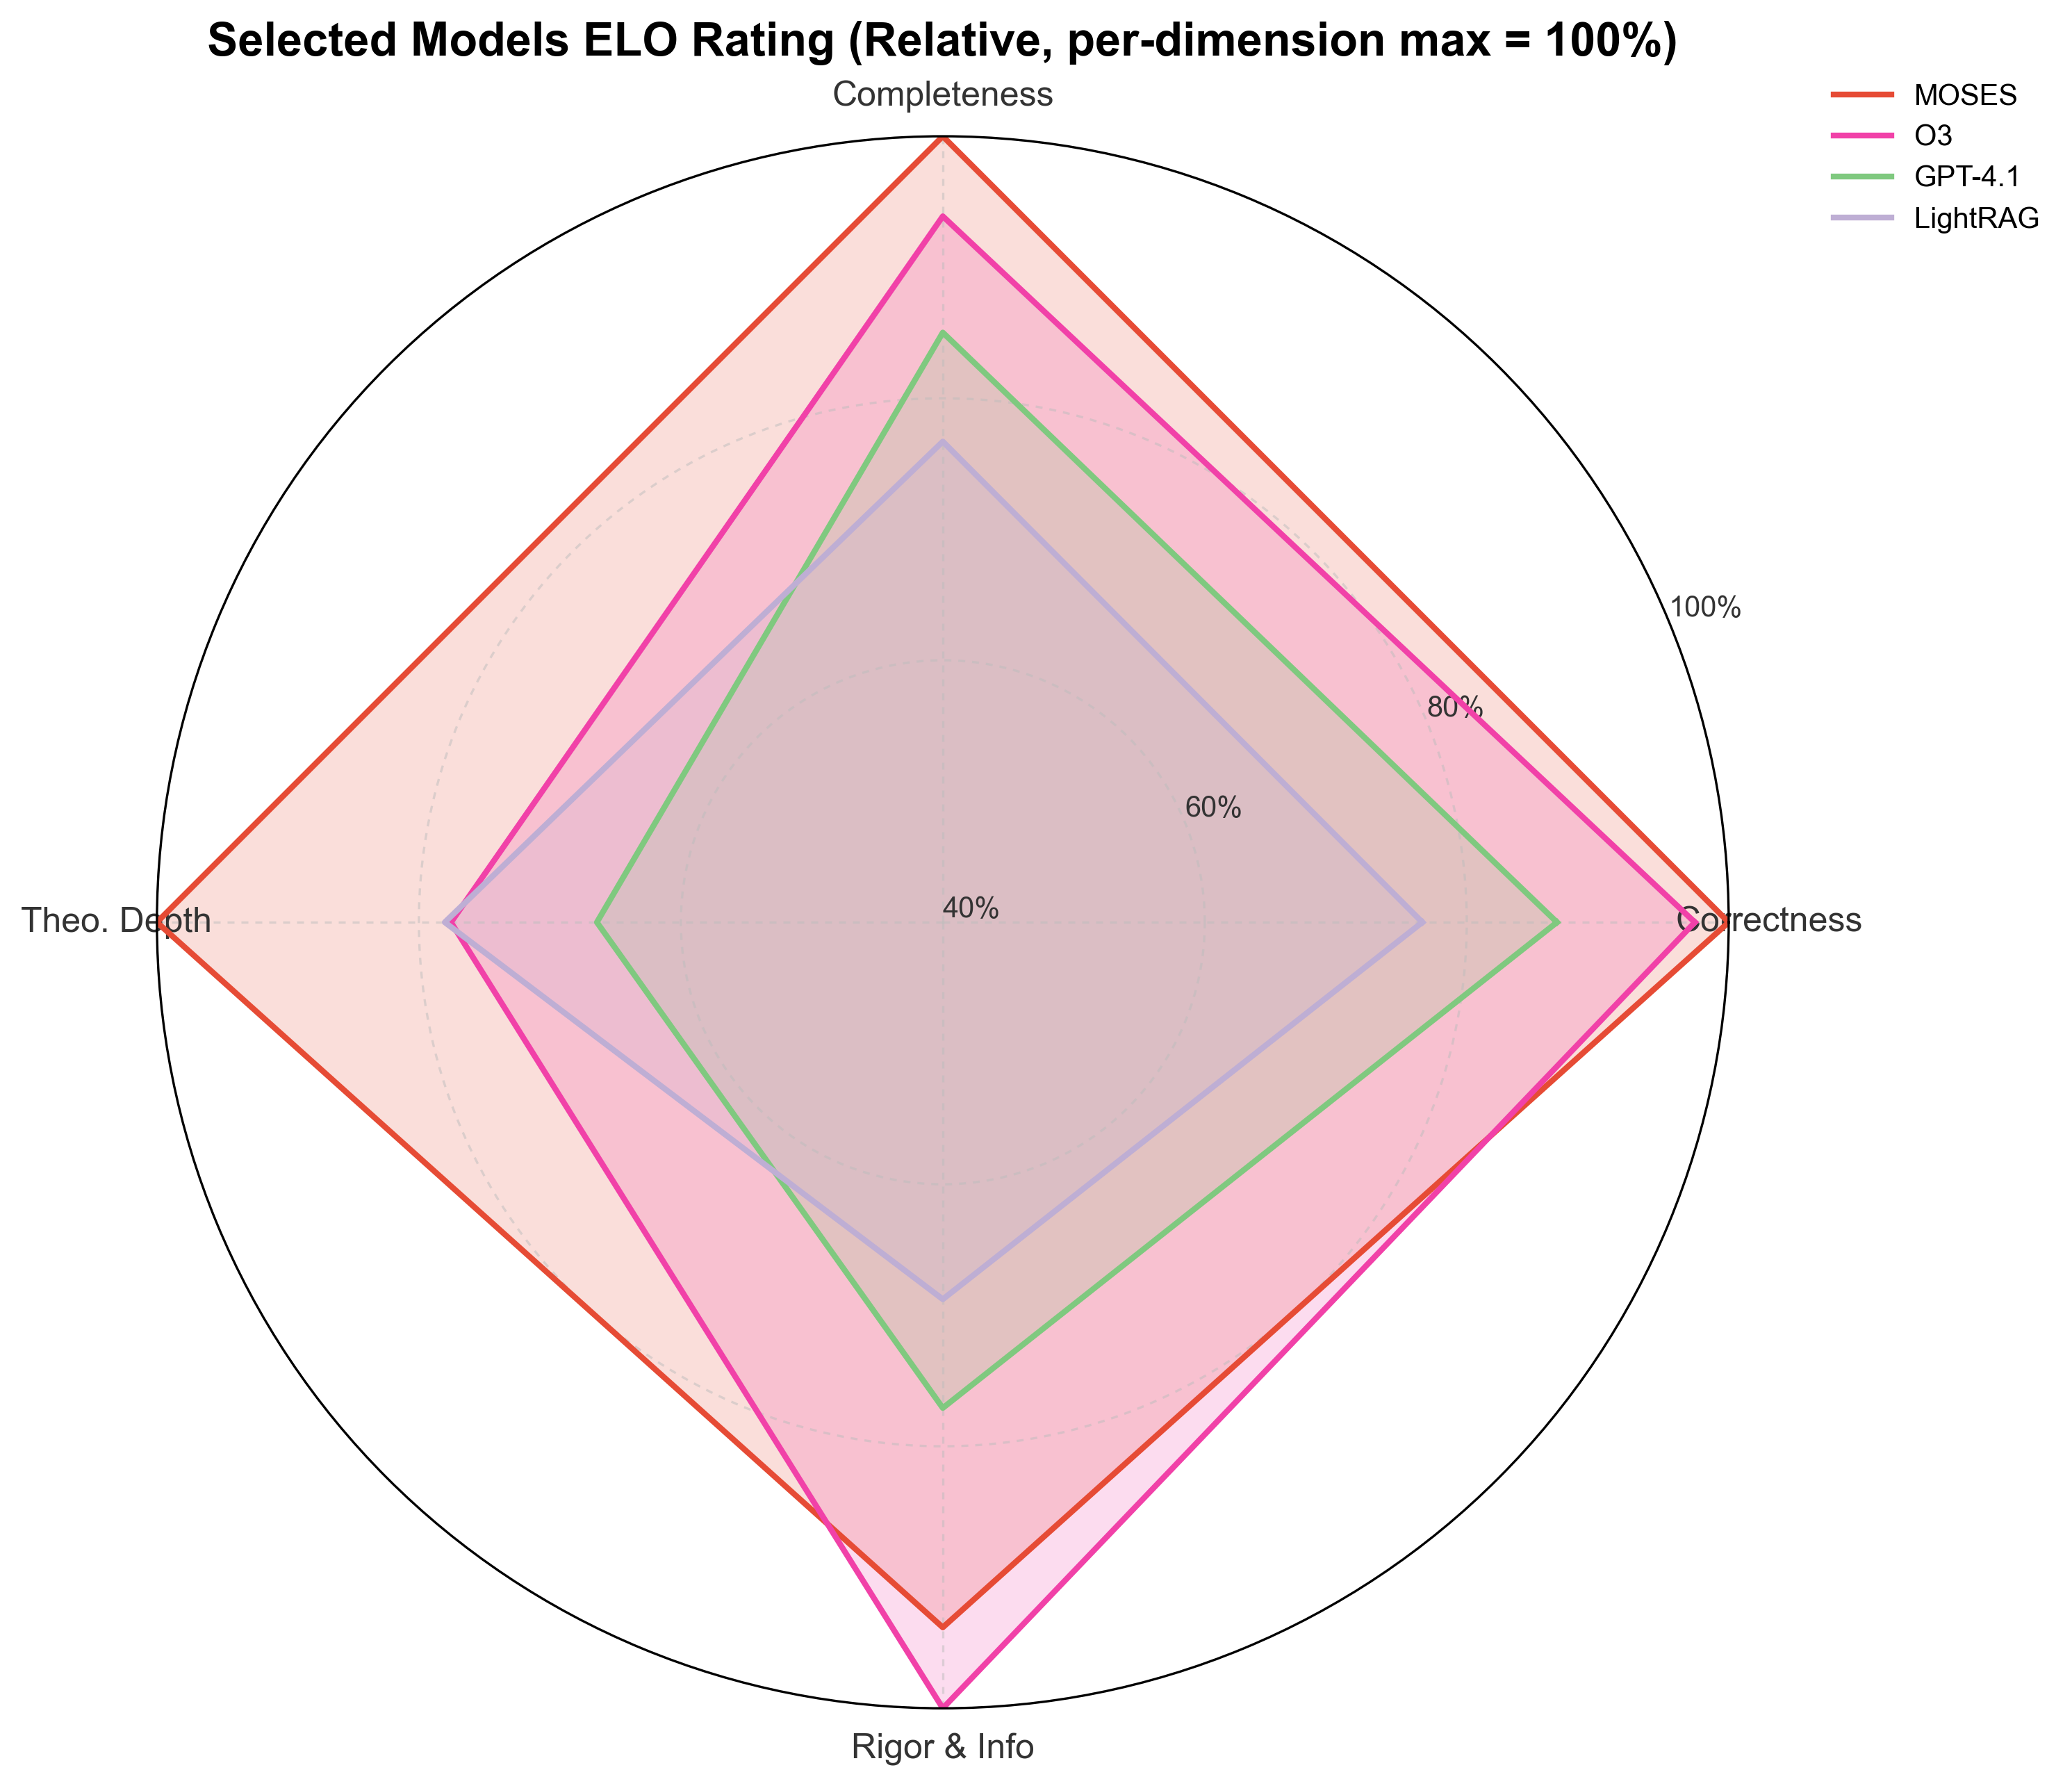 Selected Models ELO Rating (Relative, per-dimension max = 100%)
Completeness
MOSES
O3
GPT-4.1
LightRAG
100%
80%
60%
40%
Theo. Depth
Correctness
Rigor & Info